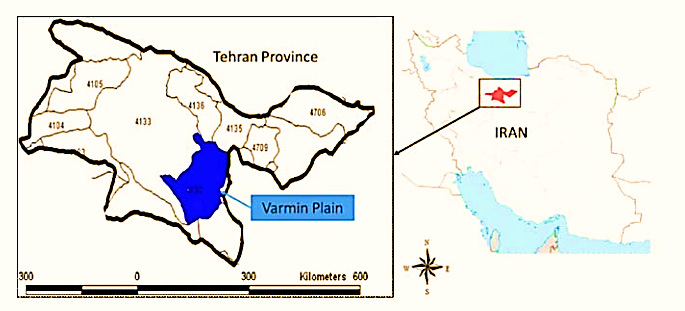 Tehran Province
4105
4136
4706
4104
4133
4135
4709
Varmin Plain
300 0 300 Kilometers 600
IRAN
N
W E
S